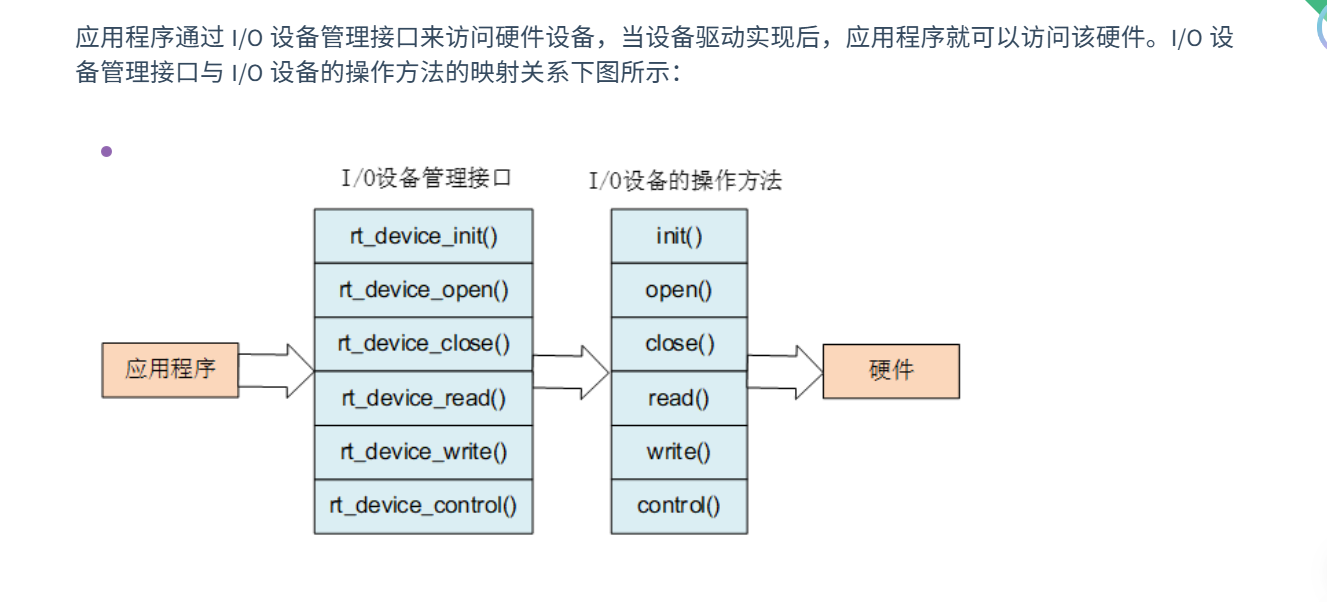 应用程序通过 I/O 设备管理接口来访问硬件设备，当设备驱动实现后，应用程序就可以访问该硬件。I/O 设
备管理接口与 I/O 设备的操作方法的映射关系下图所示：
I/O设备管理接口
I/O设备的操作方法
rt_device_init()
init()
rt_device_open()
open()
rt_device_close()
close()
应用程序
硬件
rt_device_read()
read()
rt_device_write()
write()
rt_device_control()
control()